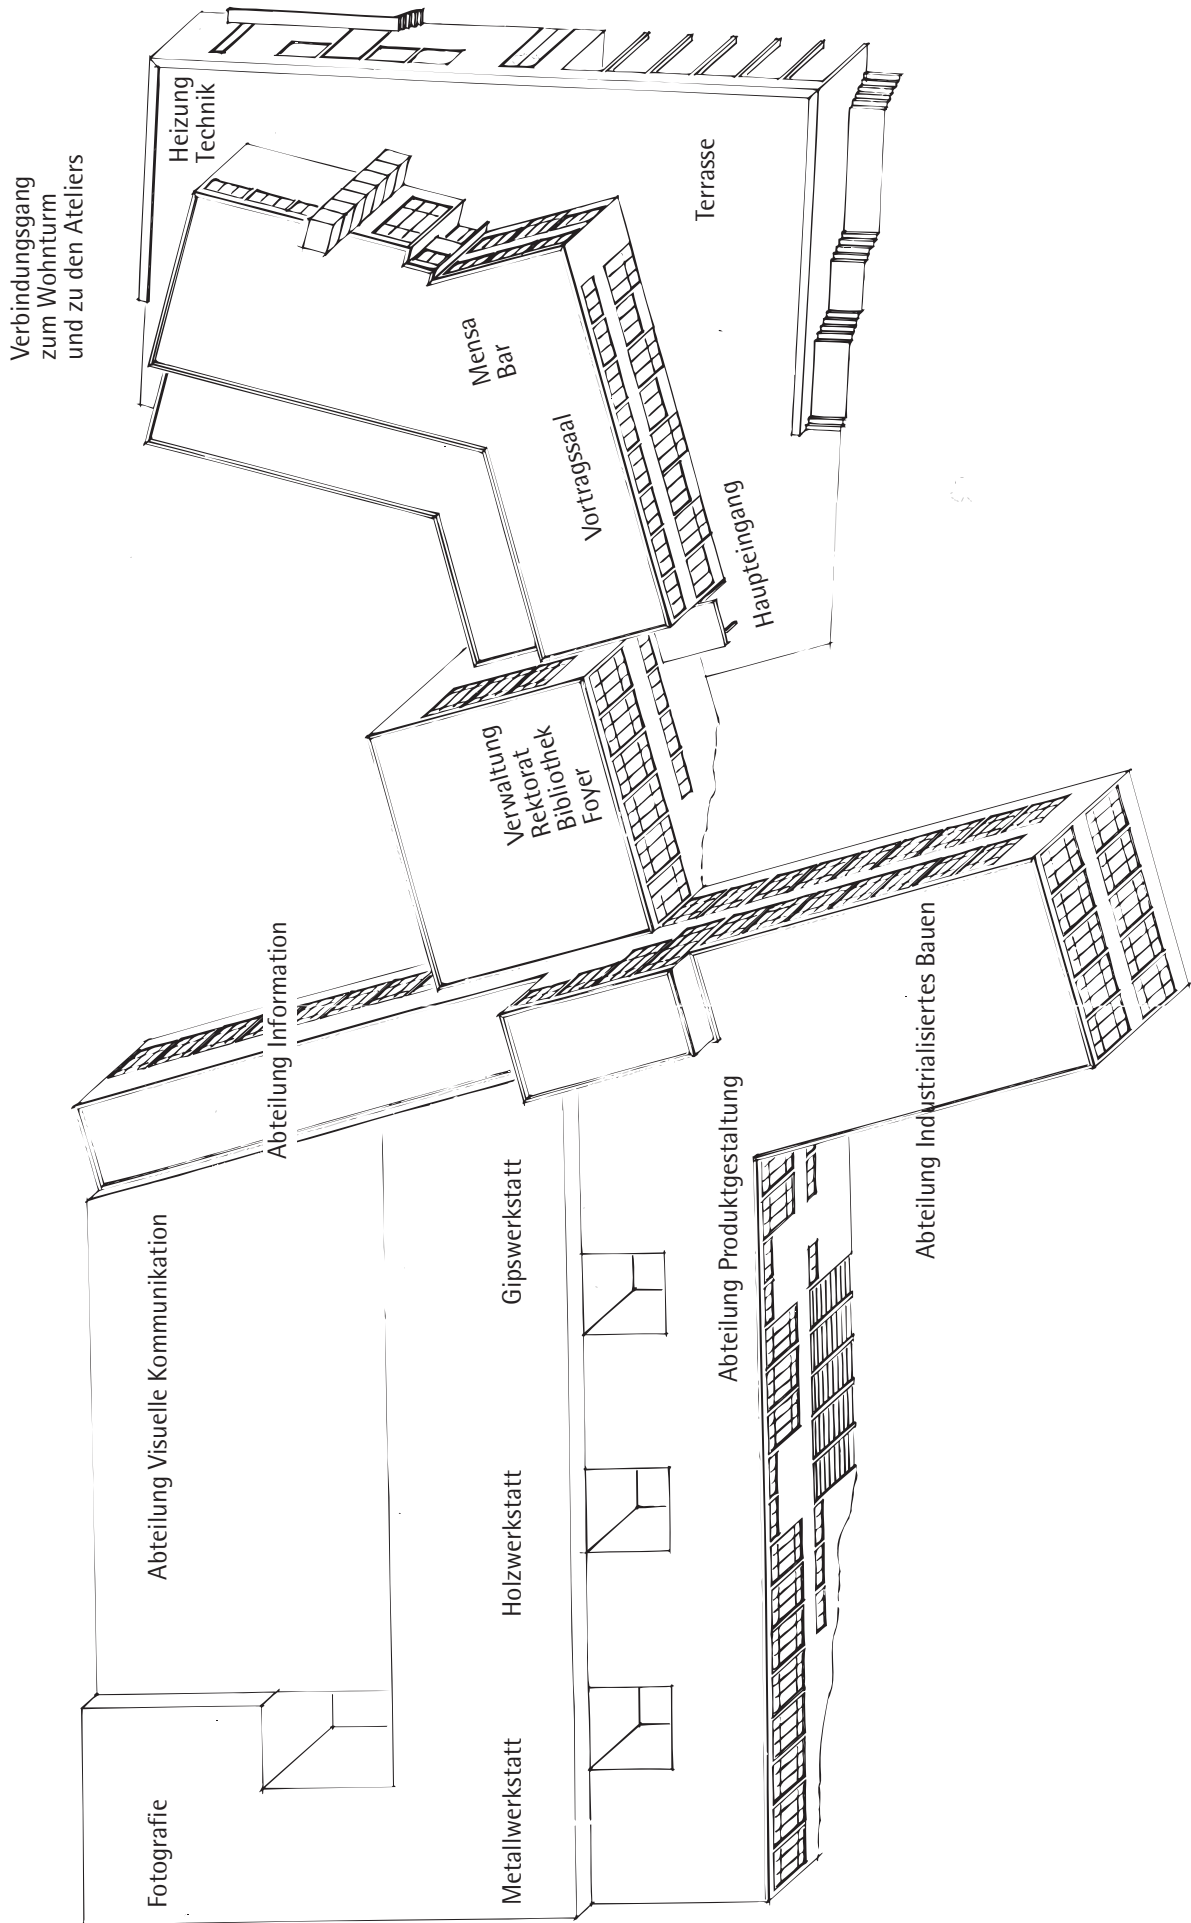 Verbindungsgang
zum Wohnturm
und zu den Ateliers
Heizung
Technik
Terrasse
Mensa
Bar
Vortragssaal
Haupteingang
Verwaltung
Rektorat
Bibliothek
Foyer
Abteilung Information
Abteilung Industrialisiertes Bauen
Abteilung Produktgestaltung
Abteilung Visuelle Kommunikation
Gipswerkstatt
Holzwerkstatt
Metallwerkstatt
Fotografie